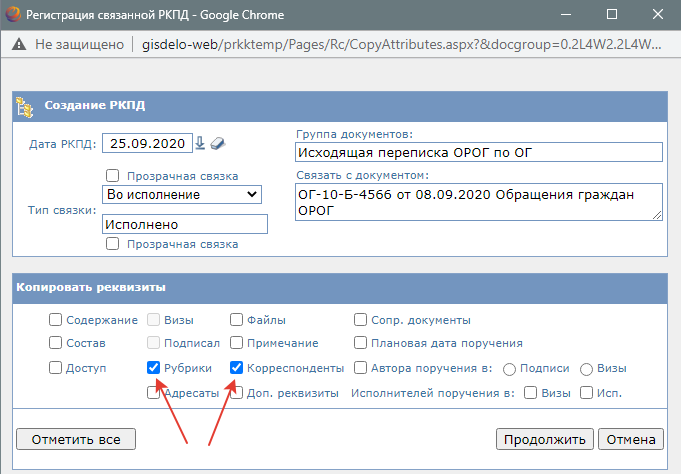 Регистрация связанной РКПД - Google Chrome
Не защищено gisdelo-web/prkktemp/Pages/Rc/CopyAttributes.aspx?&docgroup=0.2L4W2.2L4W...
Создание РКПД
Дата РКПД: 25.09.2020
Группа документов:
Исходящая переписка ОРОГ по ОГ
Прозрачная связка
Связать с документом:
Тип связки:
Во исполнение
Исполнено
ОГ-10-Б-4566 от 08.09.2020 Обращения граждан
ОРОГ
Прозрачная связка
Копировать реквизиты
Содержание Визы Файлы Сопр. документы
Состав Подписал Примечание Плановая дата поручения
Доступ Рубрики Корреспонденты Автора поручения в: Подписи Визы
Адресаты Доп. реквизиты Исполнителей поручения в: Визы Исп.
Отметить все Продолжить Отмена